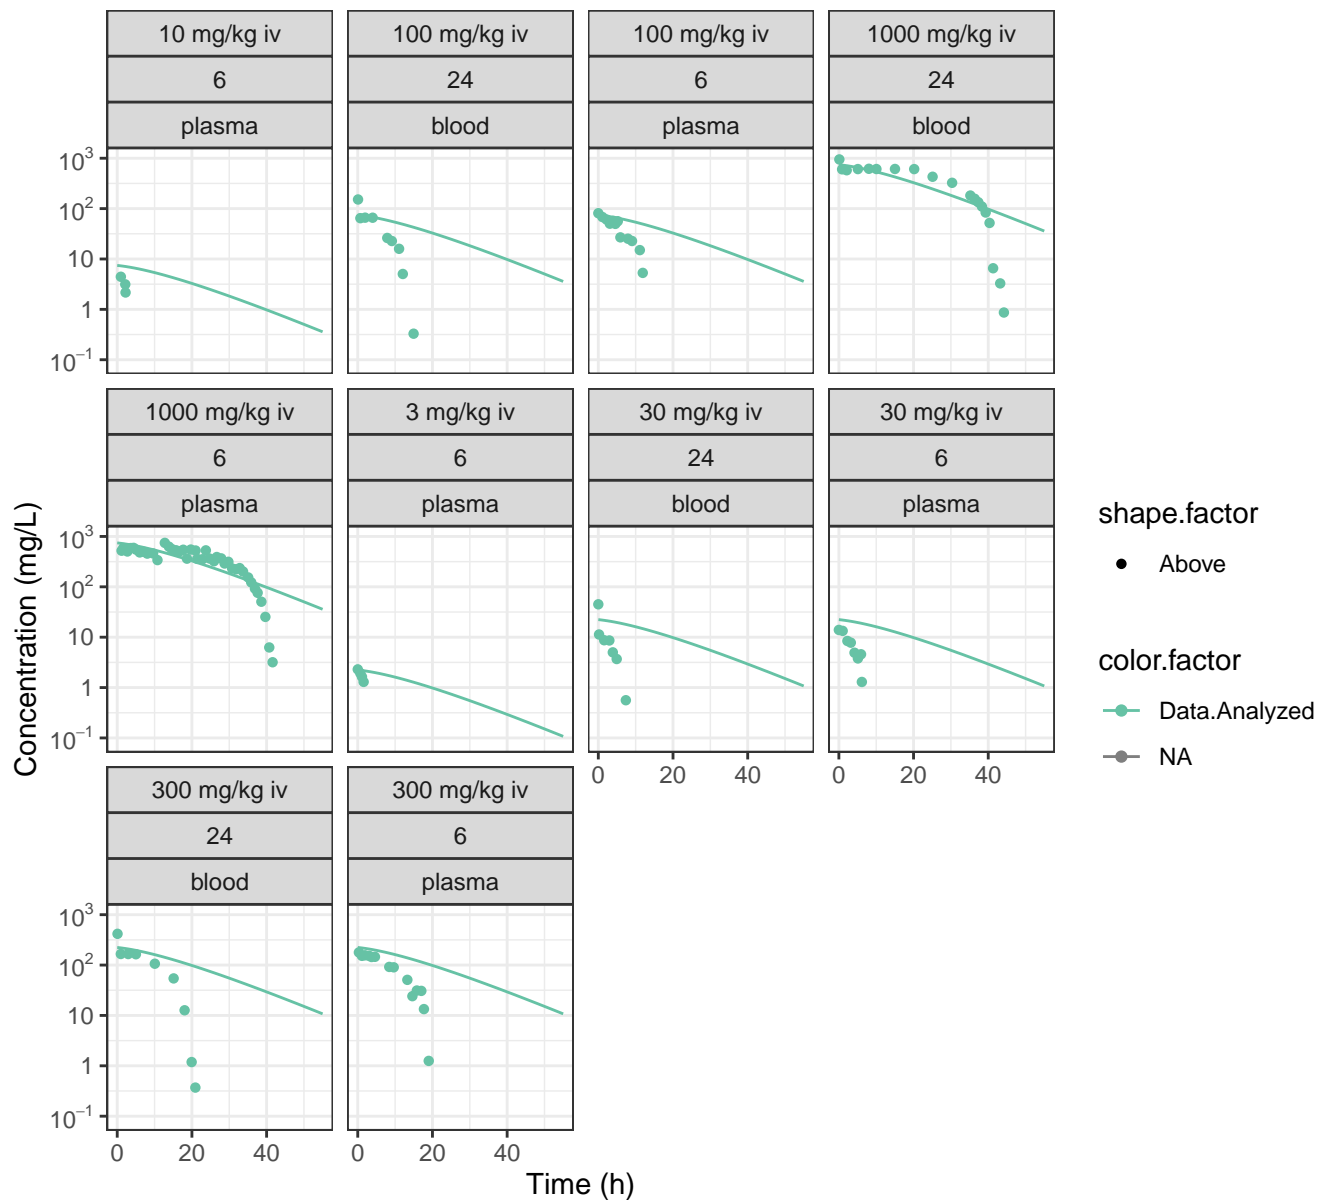 10 mg/kg iv
6
plasma
100 mg/kg iv
24
blood
100 mg/kg iv
6
plasma
1000 mg/kg iv
24
blood
10³
10²
10
1
10⁻¹
1000 mg/kg iv
6
plasma
3 mg/kg iv
6
plasma
30 mg/kg iv
24
blood
30 mg/kg iv
6
plasma
10³
10²
10
1
10⁻¹
0 20 40
0 20 40
300 mg/kg iv
24
blood
300 mg/kg iv
6
plasma
10³
10²
10
1
10⁻¹
0 20 40
0 20 40
Time (h)
Concentration (mg/L)
shape.factor
Above
color.factor
Data.Analyzed
NA